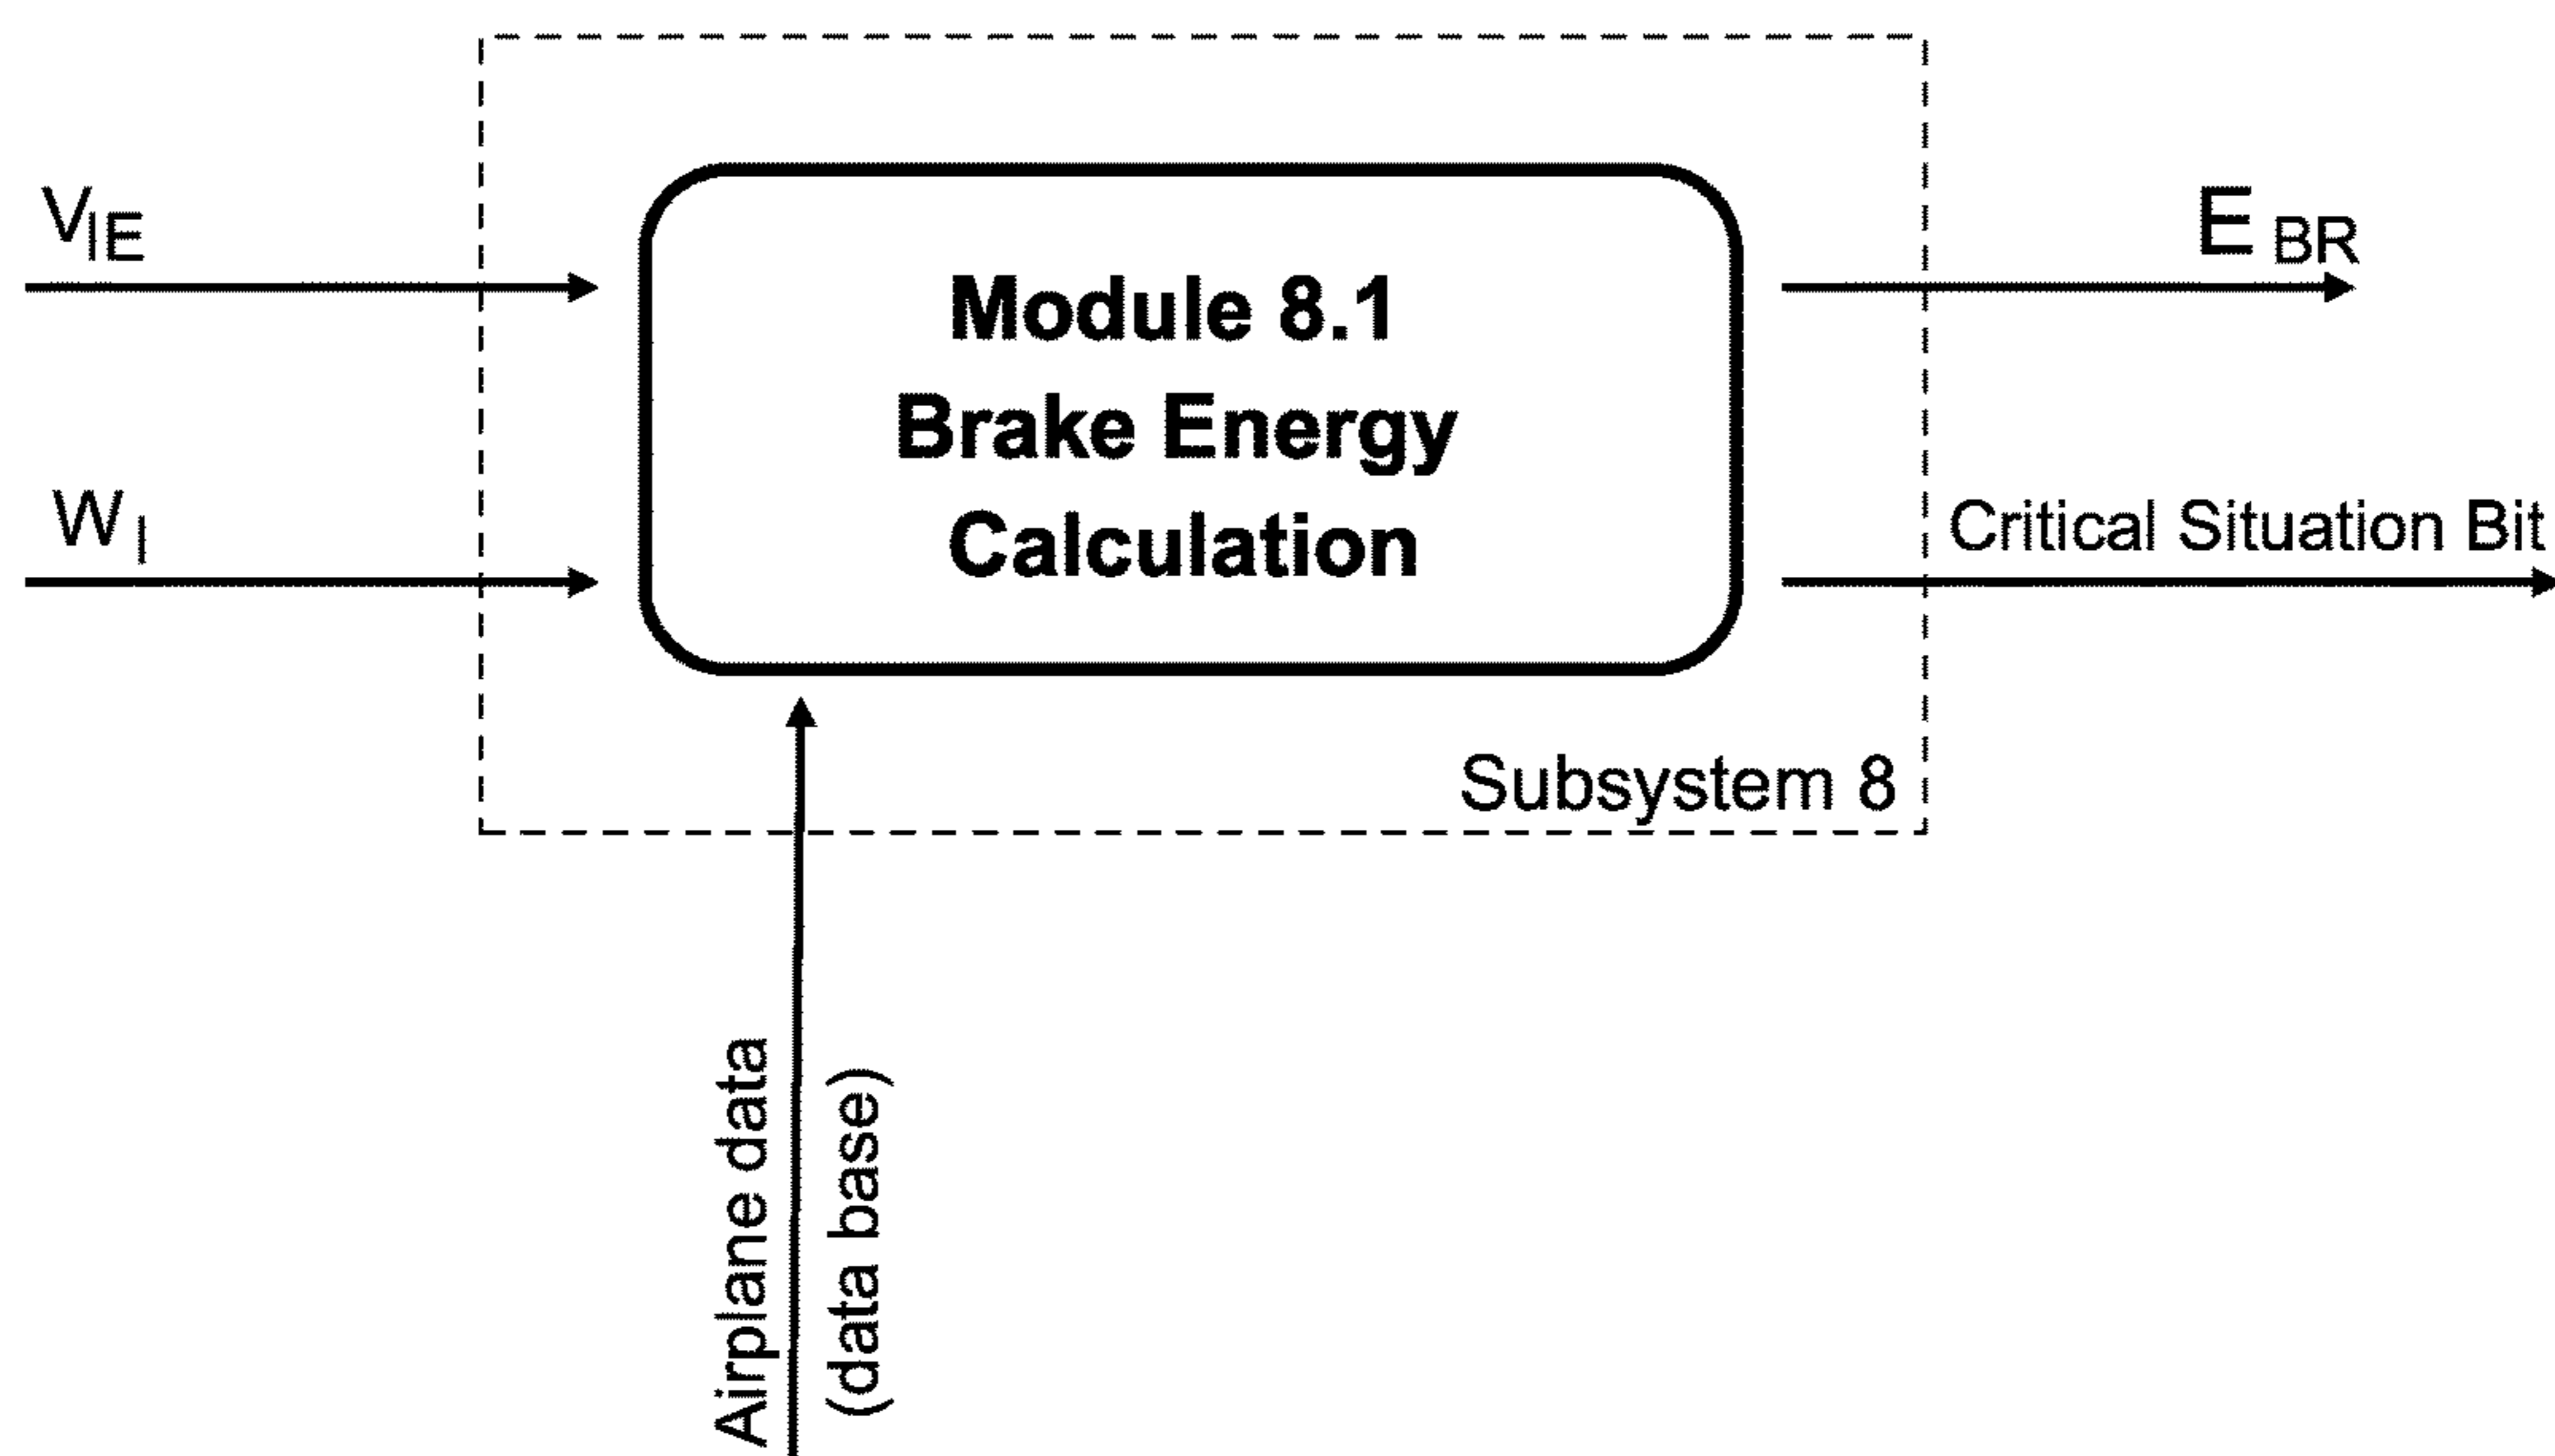 V_IE
W_I
Module 8.1
Brake Energy
Calculation
E_BR
Critical Situation Bit
Subsystem 8
Airplane data
(data base)